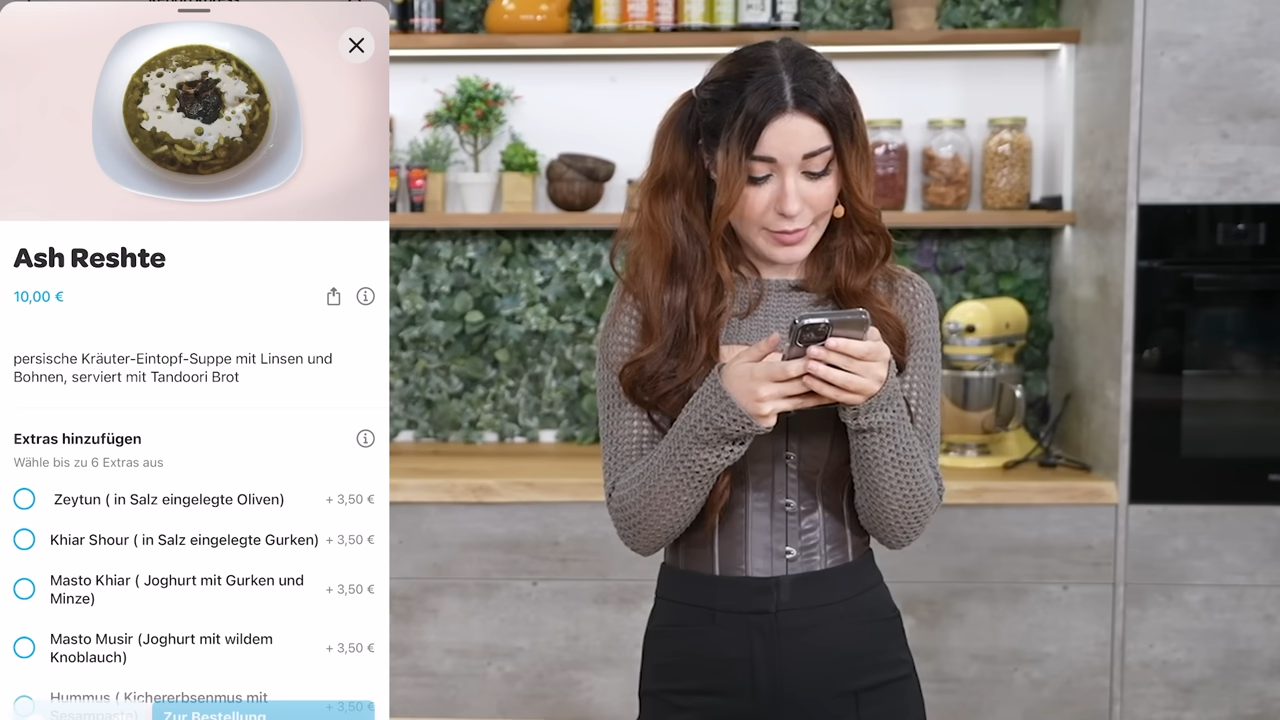 Ash Reshte
10,00 €
persische Kräuter-Eintopf-Suppe mit Linsen und
Bohnen, serviert mit Tandoori Brot
Extras hinzufügen
Wähle bis zu 6 Extras aus
Zeytun ( in Salz eingelegte Oliven) + 3,50 €
Khiar Shour ( in Salz eingelegte Gurken) + 3,50 €
Masto Khiar ( Joghurt mit Gurken und
Minze) + 3,50 €
Masto Musir (Joghurt mit wildem
Knoblauch) + 3,50 €
Hummus ( Kichererbsenmus mit
Sesampaste) + 3,50 €
Zur Bestellung